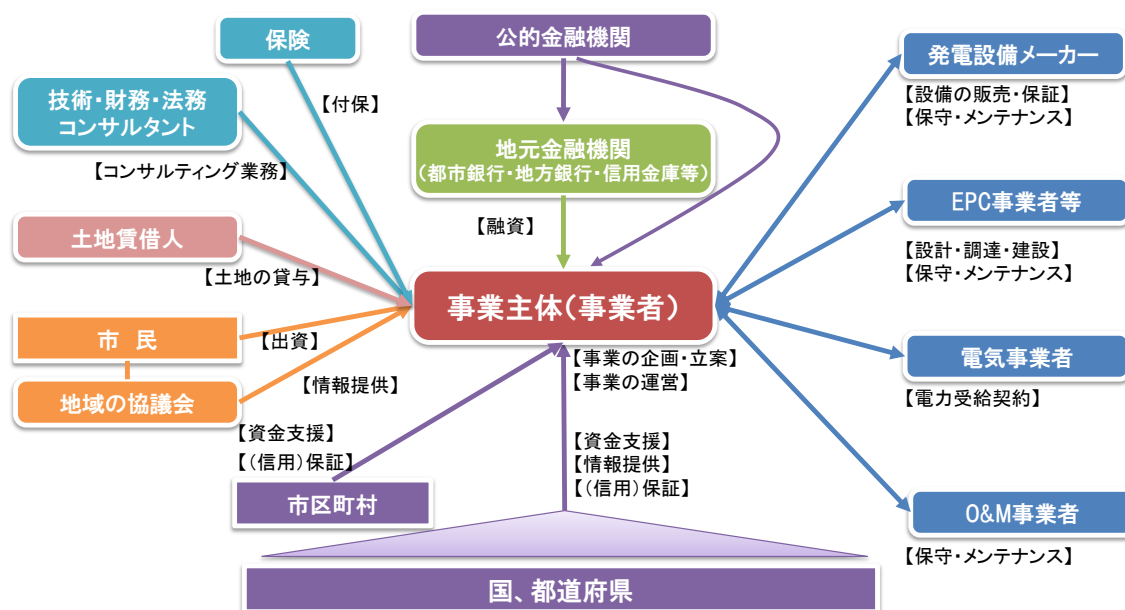 保険
公的金融機関
発電設備メーカー
【設備の販売・保証】
【保守・メンテナンス】
【付保】
技術・財務・法務
コンサルタント
【コンサルティング業務】
地元金融機関
（都市銀行・地方銀行・信用金庫等）
【融資】
EPC事業者等
【設計・調達・建設】
【保守・メンテナンス】
土地賃借人
【土地の貸与】
事業主体（事業者）
【事業の企画・立案】
【事業の運営】
市　民
【出資】
地域の協議会
【情報提供】
電気事業者
【電力受給契約】
【資金支援】
【（信用）保証】
市区町村
【資金支援】
【情報提供】
【（信用）保証】
O&M事業者
【保守・メンテナンス】
国、都道府県